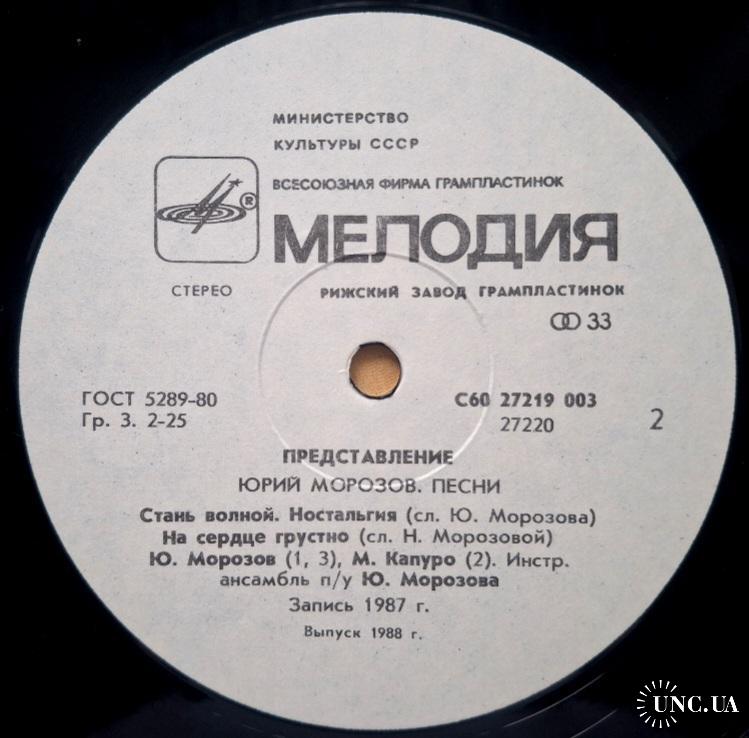 МИНИСТЕРСТВО
КУЛЬТУРЫ СССР
ВСЕСОЮЗНАЯ ФИРМА ГРАМПЛАСТИНОК
®
МЕЛОДИЯ
СТЕРЕО
РИЖСКИЙ ЗАВОД ГРАМПЛАСТИНОК
33
ГОСТ 5289-80
С60 27219 003
Гр. 3. 2-25
27220
2
ПРЕДСТАВЛЕНИЕ
ЮРИЙ МОРОЗОВ. ПЕСНИ
Стань волной. Ностальгия (сл. Ю. Морозова)
На сердце грустно (сл. Н. Морозовой)
Ю. Морозов (1, 3), М. Капуро (2). Инстр.
ансамбль п/у Ю. Морозова
Запись 1987 г.
Выпуск 1988 г.
UNC.UA